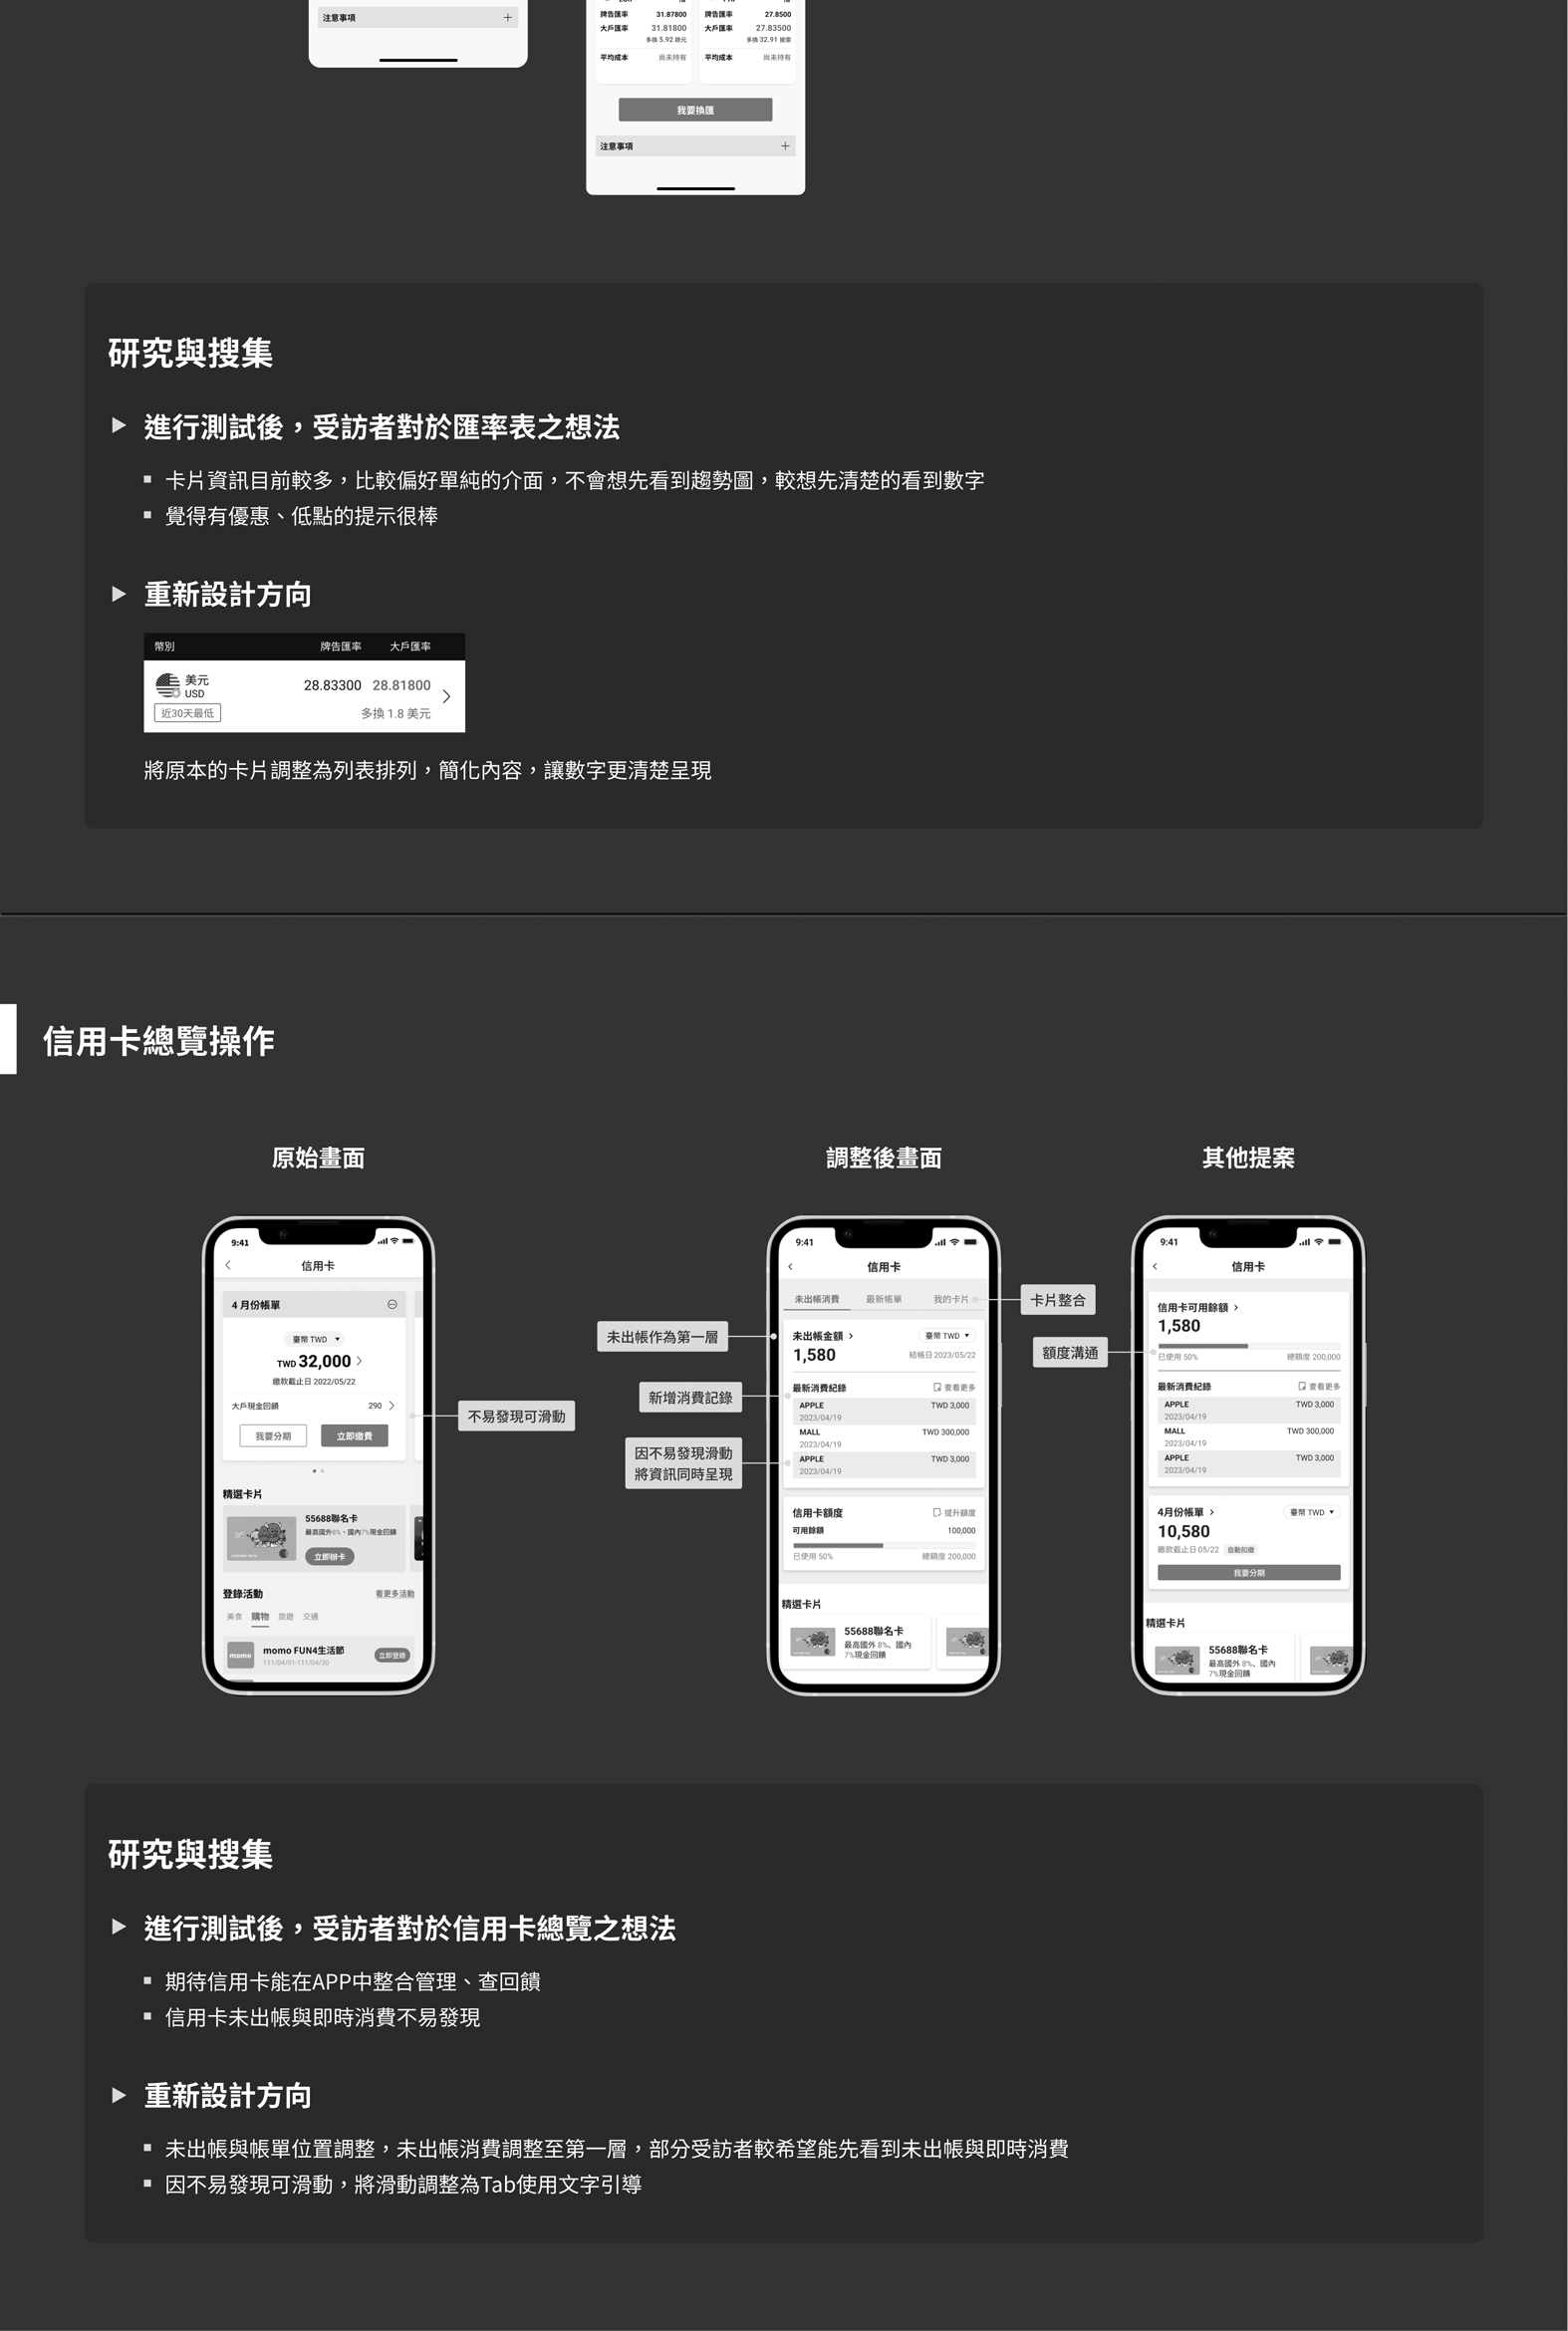 注意事項
牌告匯率 31.87800
大戶匯率 31.81800
多換 5.92 歐元
平均成本 尚未持有
牌告匯率 27.8500
大戶匯率 27.83500
多換 32.91 披索
平均成本 尚未持有
我要換匯
注意事項
研究與搜集
進行測試後，受訪者對於匯率表之想法
卡片資訊目前較多，比較偏好單純的介面，不會想先看到趨勢圖，較想先清楚的看到數字
覺得有優惠、低點的提示很棒
重新設計方向
幣別 牌告匯率 大戶匯率
美元
USD
28.83300 28.81800
近30天最低
多換 1.8 美元
將原本的卡片調整為列表排列，簡化內容，讓數字更清楚呈現
信用卡總覽操作
原始畫面
9:41
信用卡
4 月份帳單
臺幣 TWD
TWD 32,000
繳款截止日 2022/05/22
大戶現金回饋 290
我要分期 立即繳費
精選卡片
55688聯名卡
最高國外8%、國內7%現金回饋
立即辦卡
登錄活動 看更多活動
美食 購物 旅遊 交通
momo
momo FUN4生活節
111/04/01-111/04/30
立即登錄
不易發現可滑動
調整後畫面
9:41
信用卡
未出帳消費 最新帳單 我的卡片
未出帳金額 臺幣 TWD
1,580 結帳日 2023/05/22
最新消費紀錄 查看更多
APPLE TWD 3,000
2023/04/19
MALL TWD 300,000
2023/04/19
APPLE TWD 3,000
2023/04/19
信用卡額度 提升額度
可用餘額 100,000
已使用 50% 總額度 200,000
精選卡片
55688聯名卡
最高國外 8%、國內
7%現金回饋
未出帳作為第一層
新增消費記錄
因不易發現滑動
將資訊同時呈現
卡片整合
其他提案
9:41
信用卡
信用卡可用餘額
1,580
已使用 50% 總額度 200,000
最新消費紀錄 查看更多
APPLE TWD 3,000
2023/04/19
MALL TWD 300,000
2023/04/19
APPLE TWD 3,000
2023/04/19
4月份帳單 臺幣 TWD
10,580
繳款截止日 05/22 自動扣繳
我要分期
精選卡片
55688聯名卡
最高國外 8%、國內
7%現金回饋
額度溝通
研究與搜集
進行測試後，受訪者對於信用卡總覽之想法
期待信用卡能在APP中整合管理、查回饋
信用卡未出帳與即時消費不易發現
重新設計方向
未出帳與帳單位置調整，未出帳消費調整至第一層，部分受訪者較希望能先看到未出帳與即時消費
因不易發現可滑動，將滑動調整為Tab使用文字引導